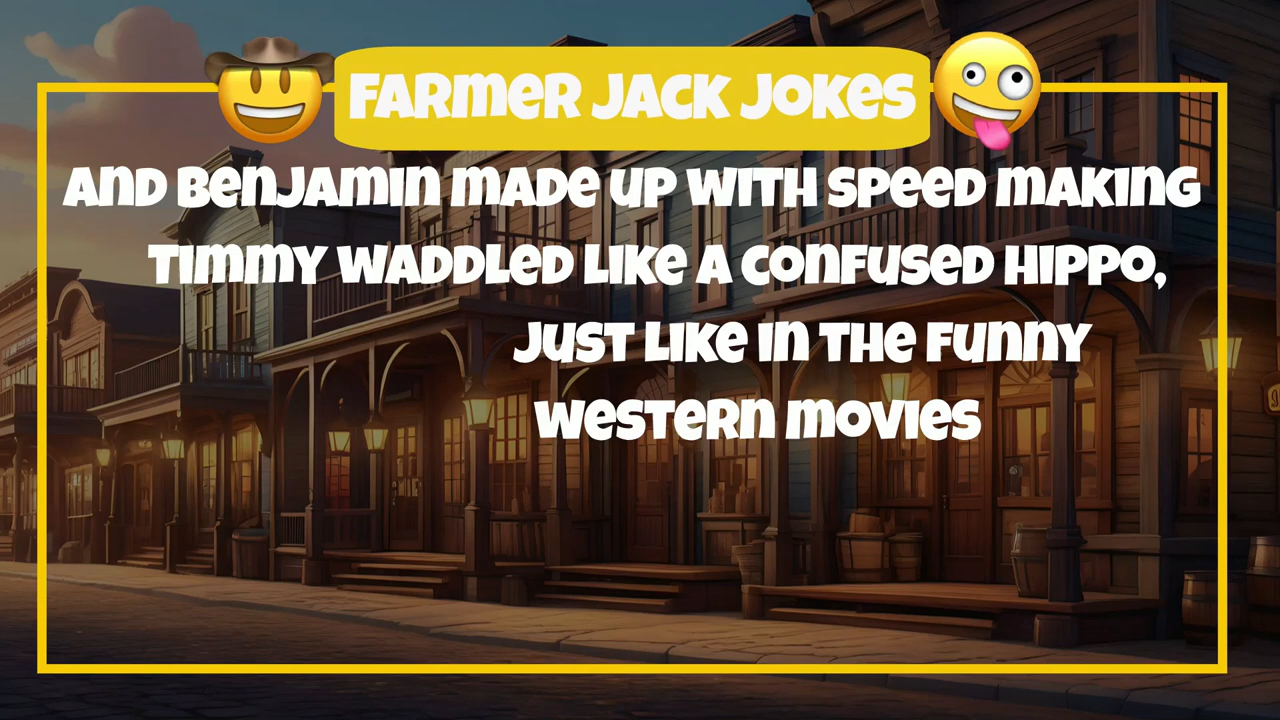 FARMER JACK JOKES
AND BENJAMIN MADE UP WITH SPEED MAKING
TIMMY WADDLED LIKE A CONFUSED HIPPO,
JUST LIKE IN THE FUNNY
WESTERN MOVIES